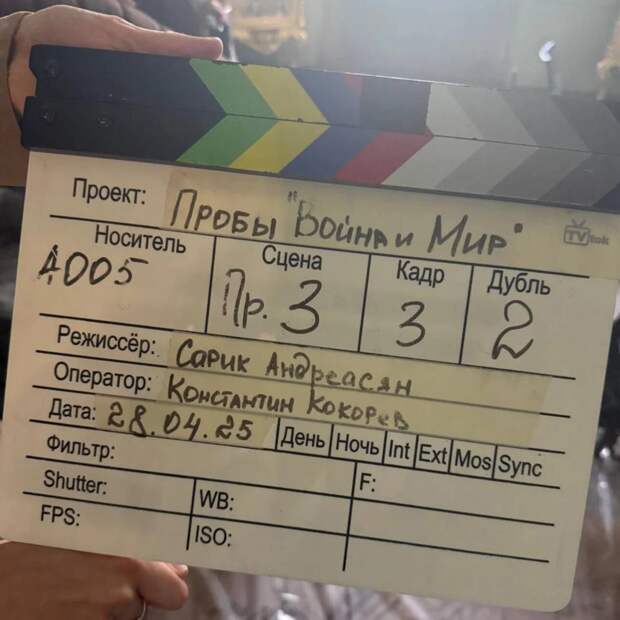 Проект: Пробы "Война и Мир"
TVtok
Носитель Сцена Кадр Дубль
A005 Пр. 3 3 2
Режиссёр: Сарик Андреасян
Оператор: Константин Кокорев
Дата: 28.04.25 День Ночь Int Ext Mos Sync
Фильтр:
F:
Shutter: WB:
FPS: ISO: